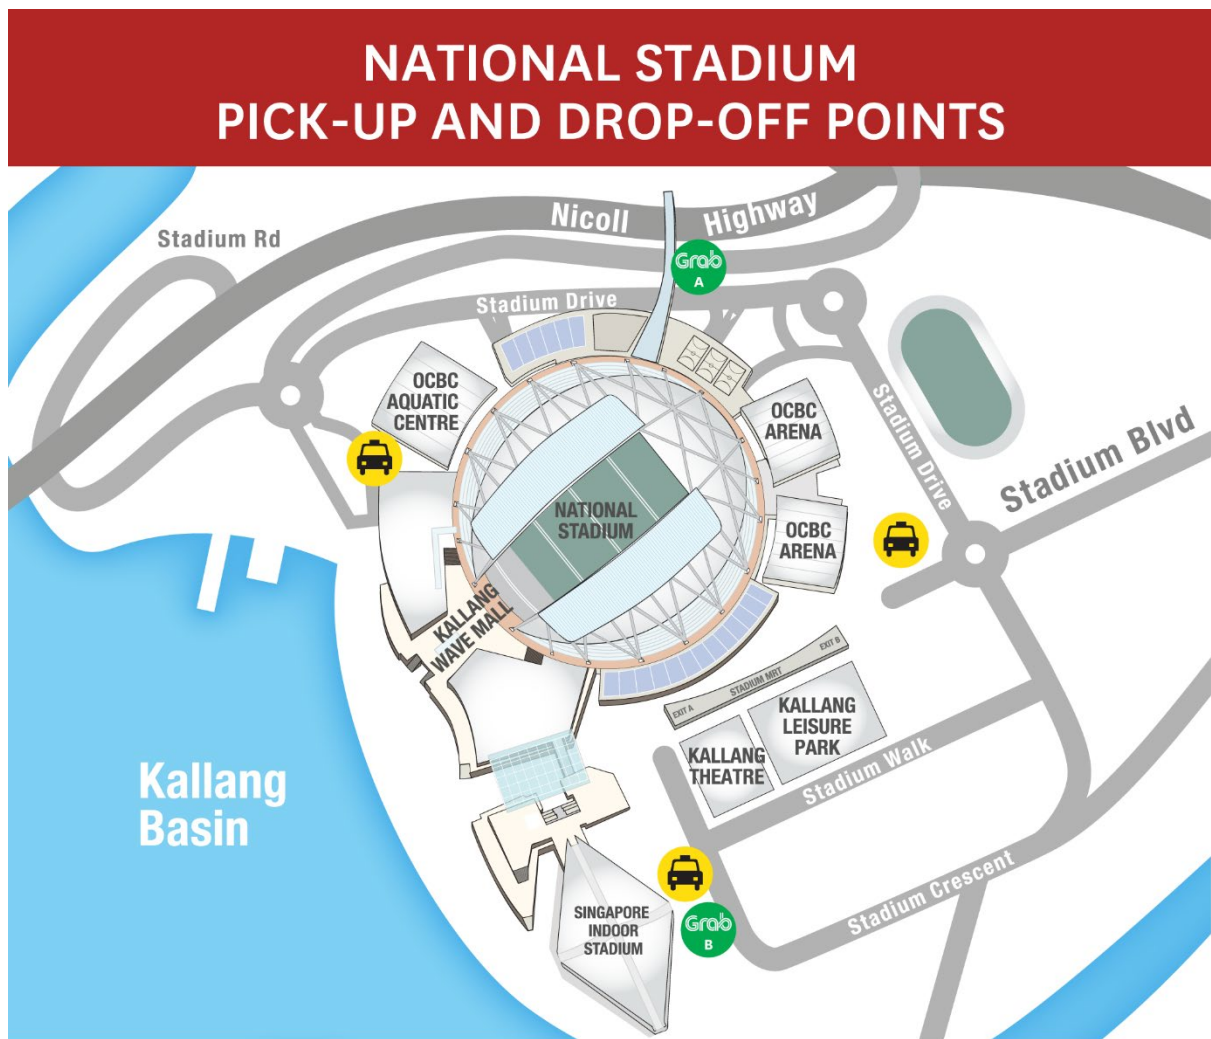 NATIONAL STADIUM
PICK-UP AND DROP-OFF POINTS
Nicoll Highway
Stadium Rd
Grab
A
Stadium Drive
OCBC
AQUATIC
CENTRE
OCBC
ARENA
Stadium Drive
Stadium Blvd
NATIONAL
STADIUM
OCBC
ARENA
KALLANG
WAVE MALL
EXIT B
STADIUM MRT
EXIT A
KALLANG
LEISURE
PARK
KALLANG
THEATRE
Stadium Walk
Kallang
Basin
Stadium Crescent
SINGAPORE
INDOOR
STADIUM
Grab
B